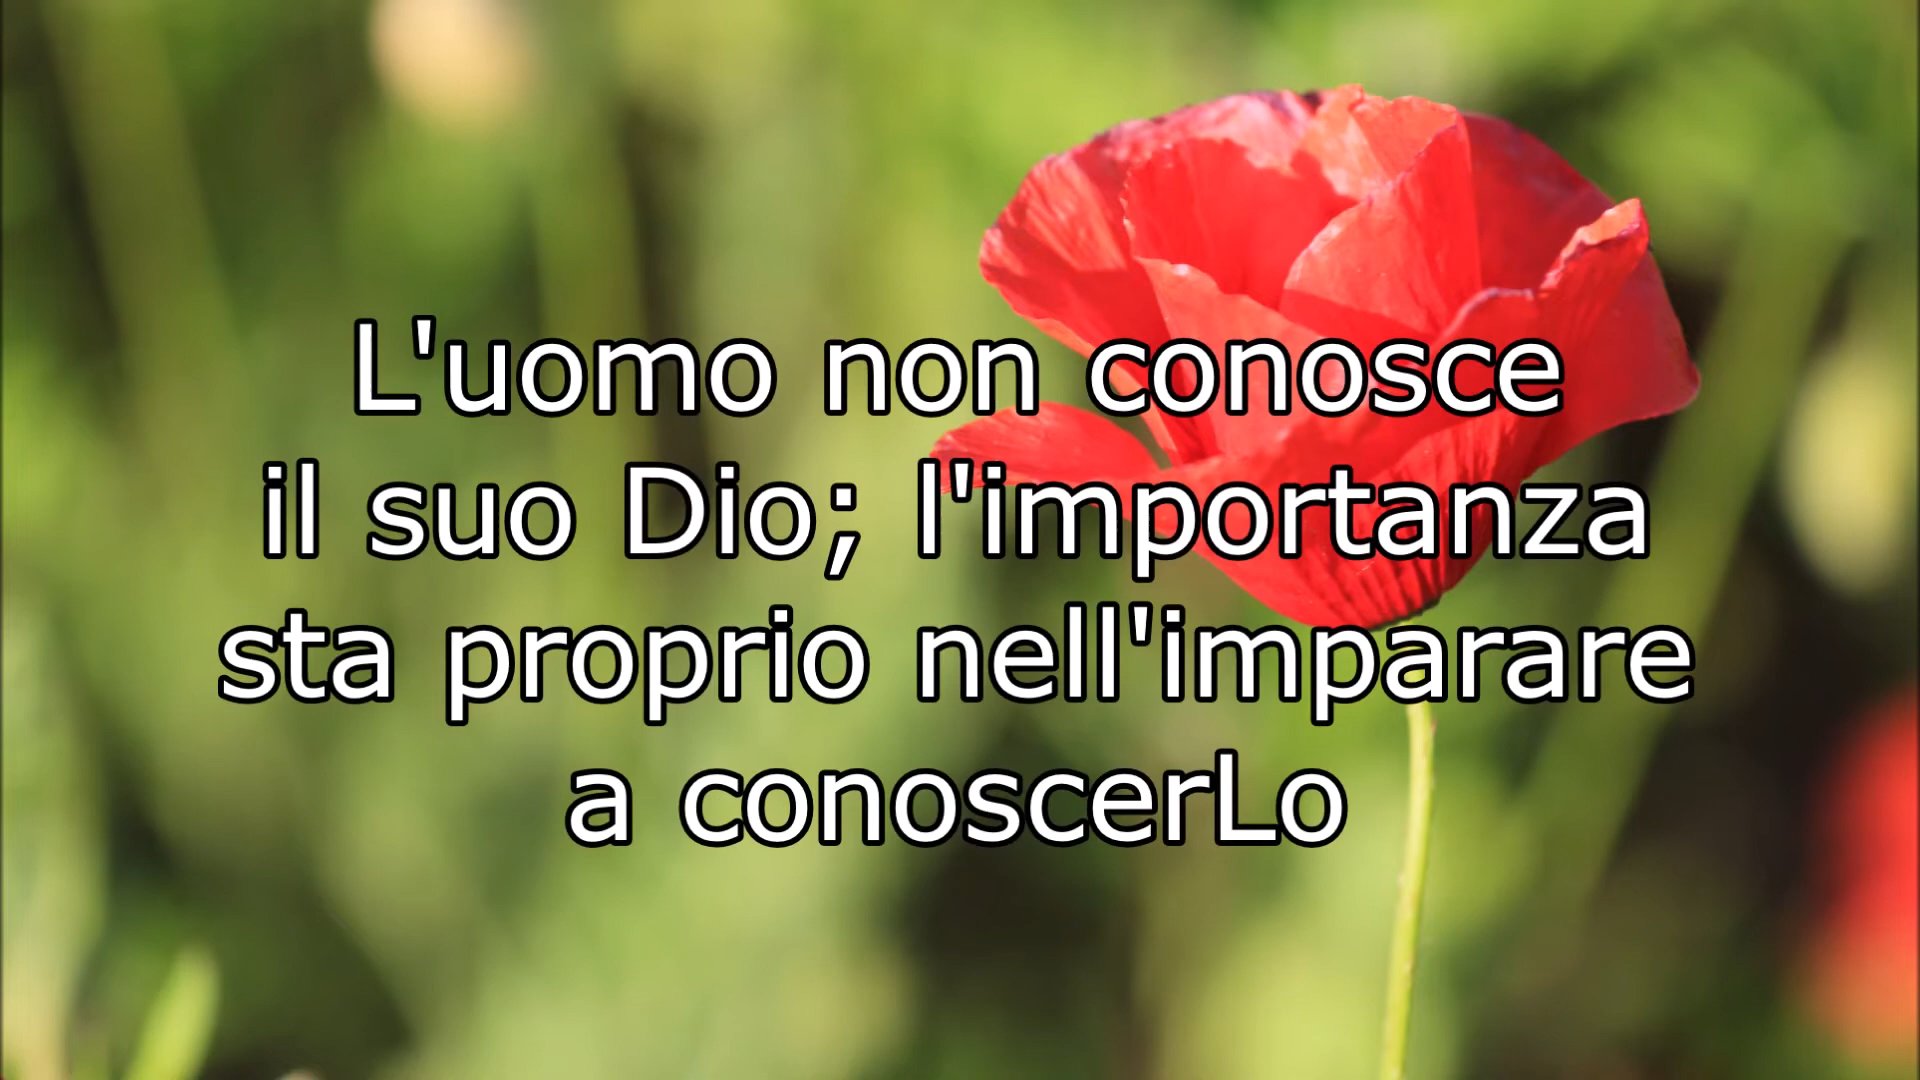 L'uomo non conosce
il suo Dio; l'importanza
sta proprio nell'imparare
a conoscerLo